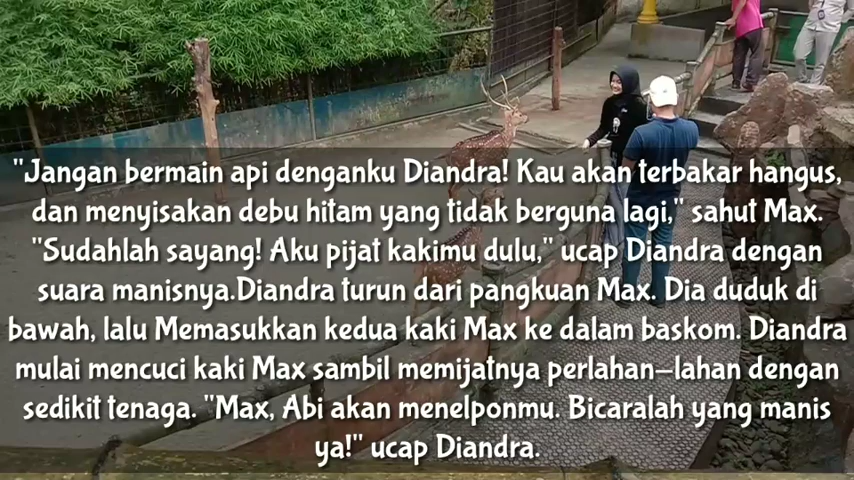 "Jangan bermain api denganku Diandra! Kau akan terbakar hangus,
dan menyisakan debu hitam yang tidak berguna lagi," sahut Max.
"Sudahlah sayang! Aku pijat kakimu dulu," ucap Diandra dengan
suara manisnya.Diandra turun dari pangkuan Max. Dia duduk di
bawah, lalu Memasukkan kedua kaki Max ke dalam baskom. Diandra
mulai mencuci kaki Max sambil memijatnya perlahan-lahan dengan
sedikit tenaga. "Max, Abi akan menelponmu. Bicaralah yang manis
ya!" ucap Diandra.